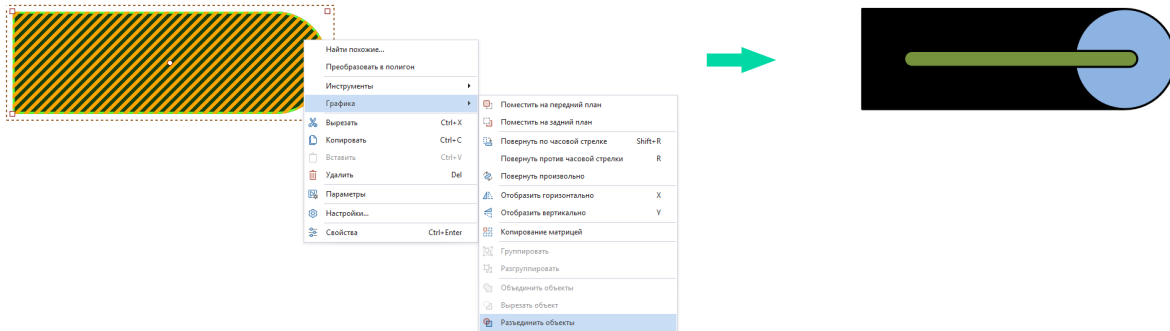 Найти похожие...
Преобразовать в полигон
Инструменты
Графика
Вырезать Ctrl+X
Копировать Ctrl+C
Вставить Ctrl+V
Удалить Del
Параметры
Настройки...
Свойства Ctrl+Enter
Поместить на передний план
Поместить на задний план
Повернуть по часовой стрелке Shift+R
Повернуть против часовой стрелки R
Повернуть произвольно
Отобразить горизонтально X
Отобразить вертикально Y
Копирование матрицей
Группировать
Разгруппировать
Объединить объекты
Вырезать объект
Разъединить объекты